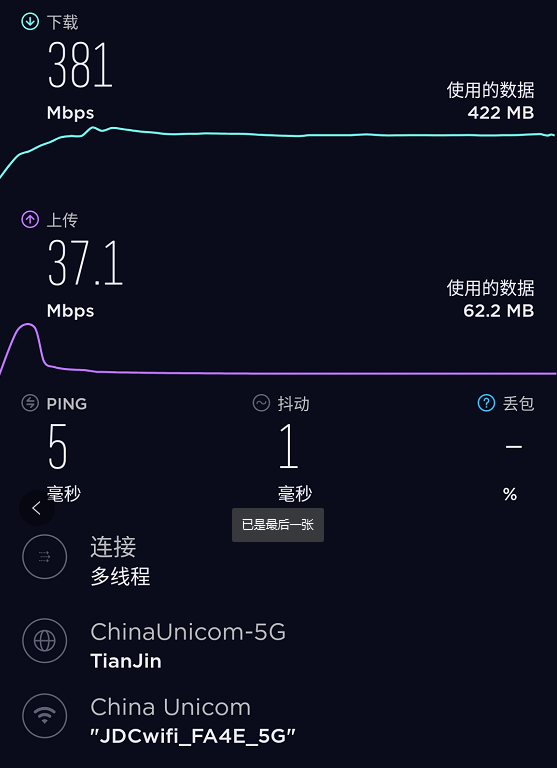 下载
381
Mbps
使用的数据
422 MB
上传
37.1
Mbps
使用的数据
62.2 MB
PING
抖动
丢包
5
1
–
毫秒
毫秒
%
已是最后一张
连接
多线程
ChinaUnicom-5G
TianJin
China Unicom
"JDCwifi_FA4E_5G"